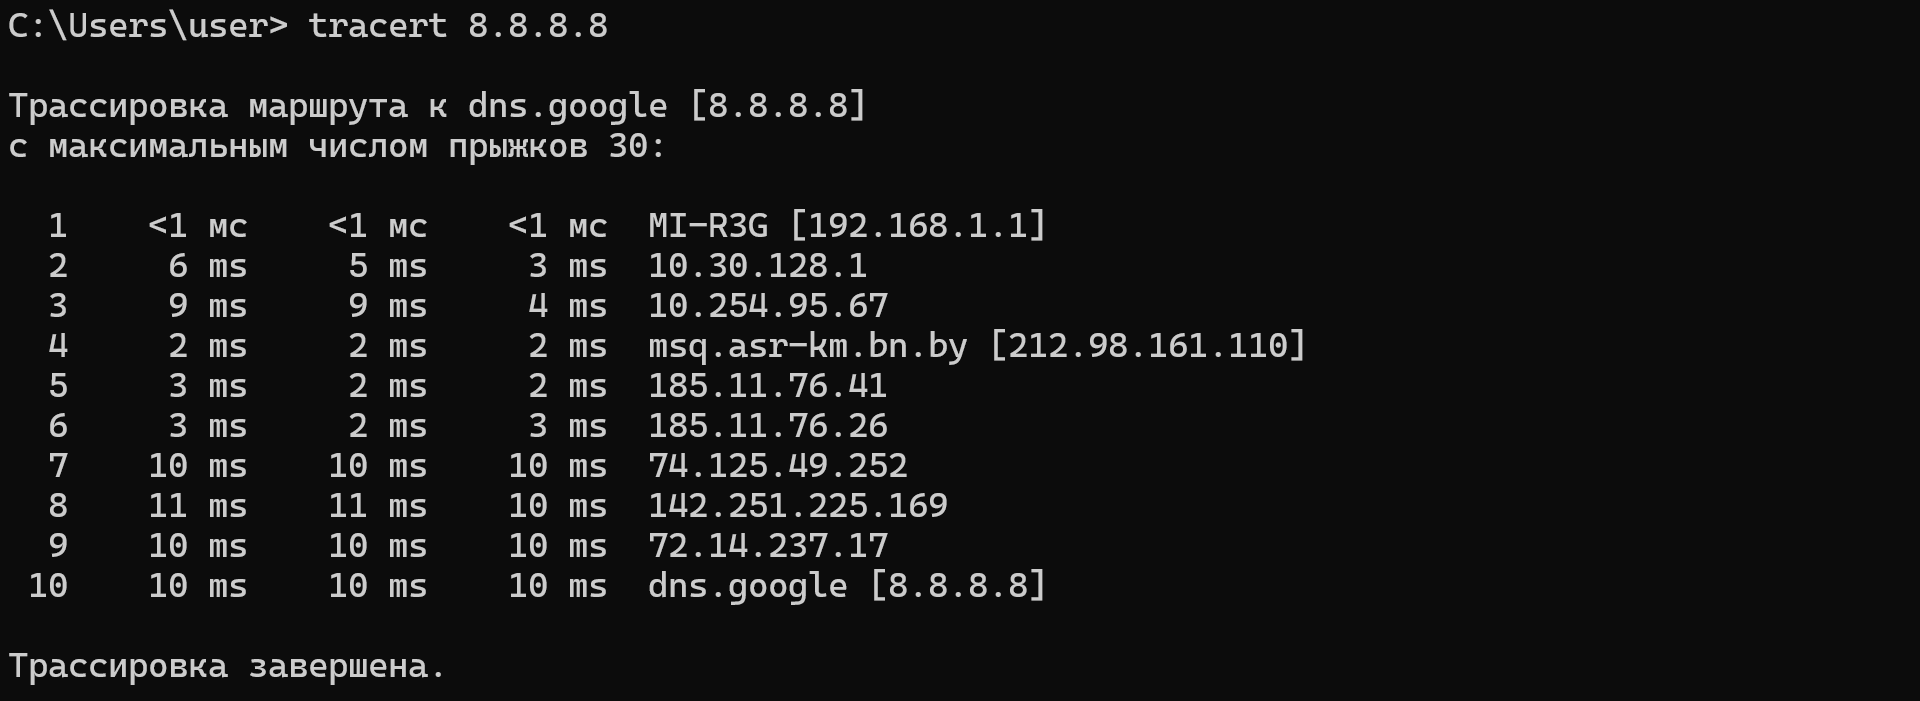 C:\Users\user> tracert 8.8.8.8
Трассировка маршрута к dns.google [8.8.8.8]
с максимальным числом прыжков 30:
1 <1 мс <1 мс <1 мс MI-R3G [192.168.1.1]
2 6 ms 5 ms 3 ms 10.30.128.1
3 9 ms 9 ms 4 ms 10.254.95.67
4 2 ms 2 ms 2 ms msq.asr-km.bn.by [212.98.161.110]
5 3 ms 2 ms 2 ms 185.11.76.41
6 3 ms 2 ms 3 ms 185.11.76.26
7 10 ms 10 ms 10 ms 74.125.49.252
8 11 ms 11 ms 10 ms 142.251.225.169
9 10 ms 10 ms 10 ms 72.14.237.17
10 10 ms 10 ms 10 ms dns.google [8.8.8.8]
Трассировка завершена.